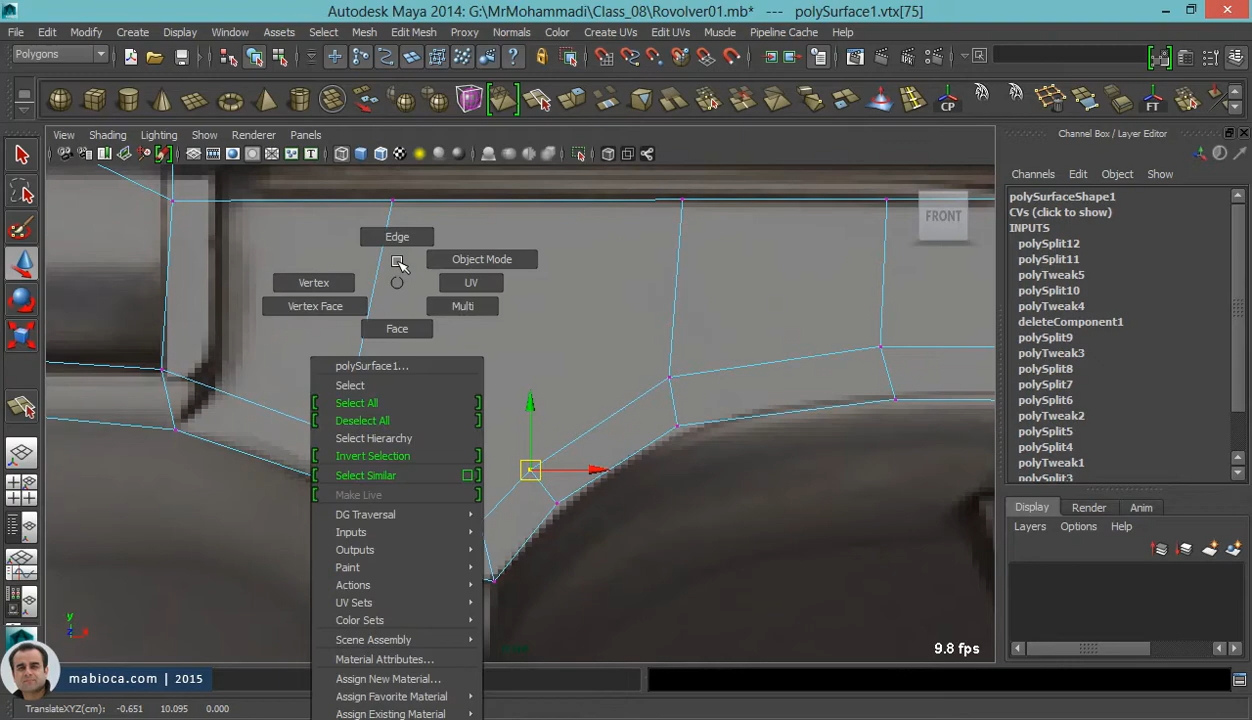 Autodesk Maya 2014: G:\MrMohammadi\Class_08\Rovolver01.mb* --- polySurface1.vtx[75]
File Edit Modify Create Display Window Assets Select Mesh Edit Mesh Proxy Normals Color Create UVs Edit UVs Muscle Pipeline Cache Help
Polygons
CP FT
View Shading Lighting Show Renderer Panels
Channel Box / Layer Editor
Channels Edit Object Show
FRONT
Edge
Object Mode
Vertex
UV
Vertex Face
Multi
Face
polySurface1...
Select
Select All
Deselect All
Select Hierarchy
Invert Selection
Select Similar
Make Live
DG Traversal
Inputs
Outputs
Paint
Actions
UV Sets
Color Sets
Scene Assembly
Material Attributes...
Assign New Material...
Assign Favorite Material
Assign Existing Material
polySurfaceShape1
CVs (click to show)
INPUTS
polySplit12
polySplit11
polyTweak5
polySplit10
polyTweak4
deleteComponent1
polySplit9
polyTweak3
polySplit8
polySplit7
polySplit6
polyTweak2
polySplit5
polySplit4
polyTweak1
polySplit3
Display Render Anim
Layers Options Help
y
z x
9.8 fps
mabioca.com | 2015
TranslateXYZ(cm): -0.651 10.095 0.000